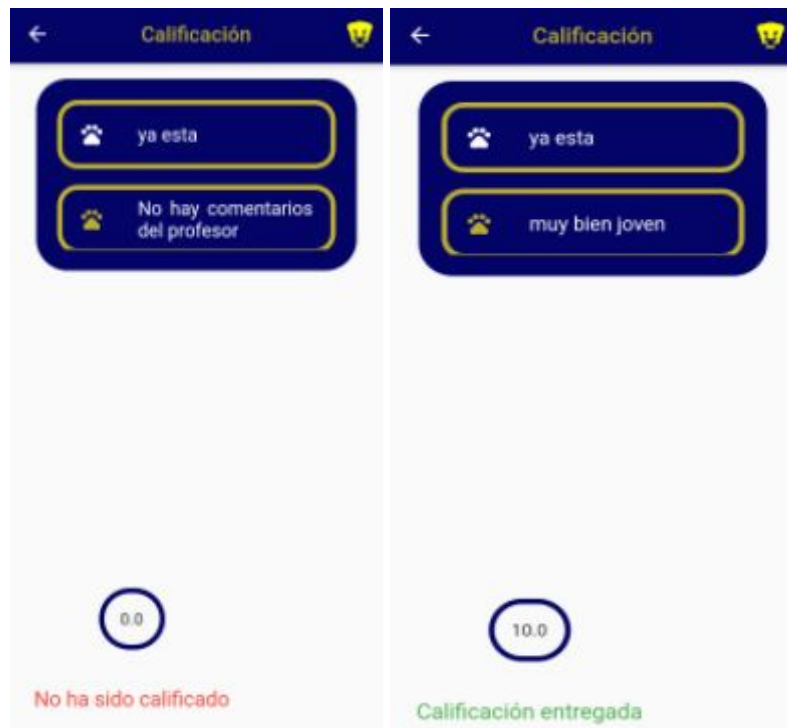 Calificación
ya esta
No hay comentarios
del profesor
0.0
No ha sido calificado
Calificación
ya esta
muy bien joven
10.0
Calificación entregada